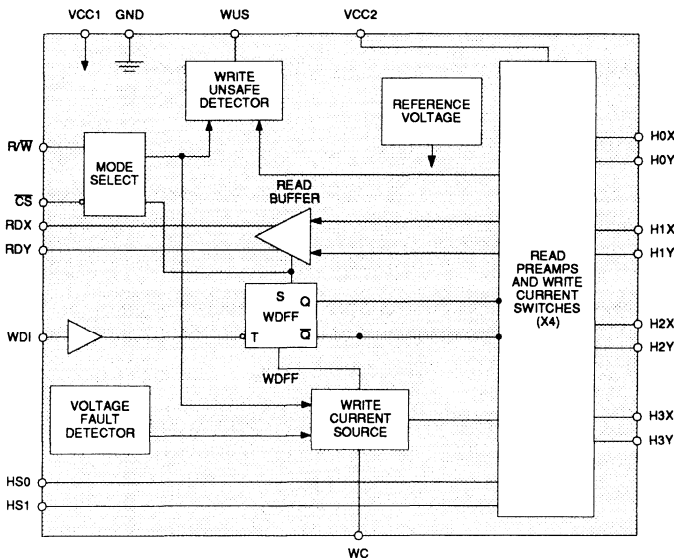 VCC1 GND WUS VCC2
WRITE
UNSAFE
DETECTOR
REFERENCE
VOLTAGE
R/W̅
MODE
SELECT
C̅S̅
READ
BUFFER
RDX
RDY
H0X
H0Y
H1X
H1Y
READ
PREAMPS
AND WRITE
CURRENT
SWITCHES
(X4)
S Q
WDFF
T Q̅
WDI
WDFF
H2X
H2Y
VOLTAGE
FAULT
DETECTOR
WRITE
CURRENT
SOURCE
H3X
H3Y
HS0
HS1
WC